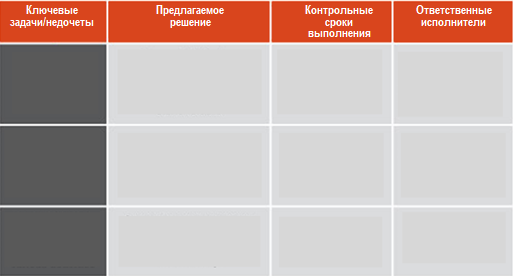 Ключевые
задачи/недочеты
Предлагаемое
решение
Контрольные
сроки
выполнения
Ответственные
исполнители